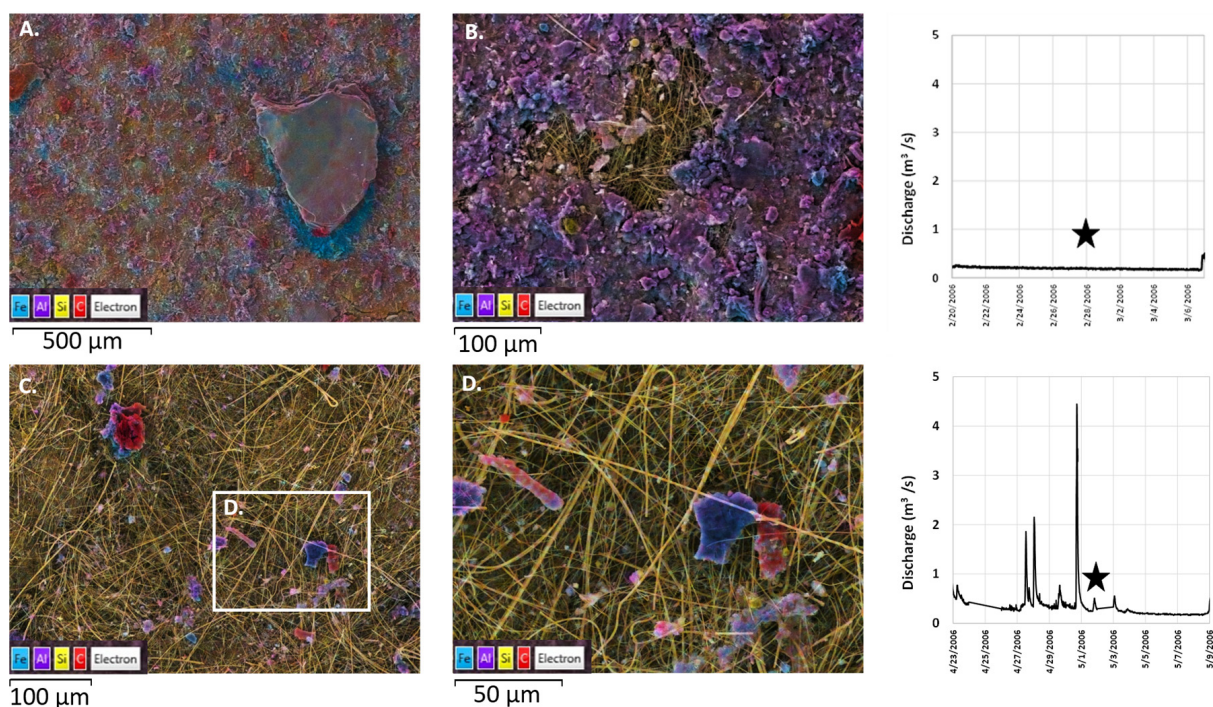 A.
Fe Al Si C Electron
500 μm
B.
Fe Al Si C Electron
100 μm
Discharge (m³ /s)
5
4
3
2
1
0
2/20/2006
2/22/2006
2/24/2006
2/26/2006
2/28/2006
3/2/2006
3/4/2006
3/6/2006
C.
D.
Fe Al Si C Electron
100 μm
D.
Fe Al Si C Electron
50 μm
Discharge (m³ /s)
5
4
3
2
1
0
4/23/2006
4/25/2006
4/27/2006
4/29/2006
5/1/2006
5/3/2006
5/5/2006
5/7/2006
5/9/2006